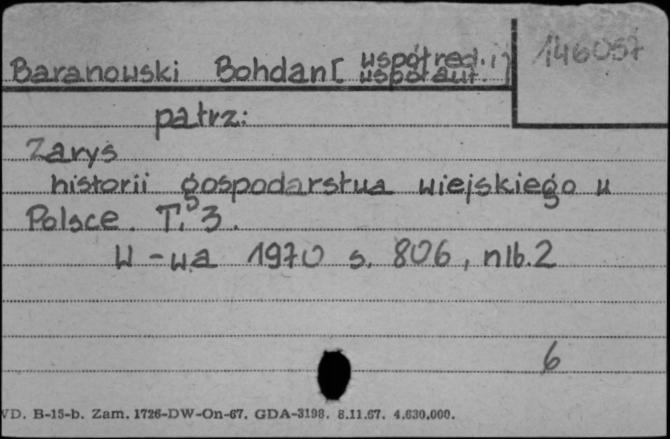 146057
Baranowski Bohdan [współred. i
współaut.]
patrz:
Zarys
historii gospodarstwa wiejskiego w
Polsce. T. 3.
W-wa 1970 s. 806, nlb. 2
6
VD. B-15-b. Zam. 1726-DW-On-67. GDA-3198. 8.11.67. 4.630.000.